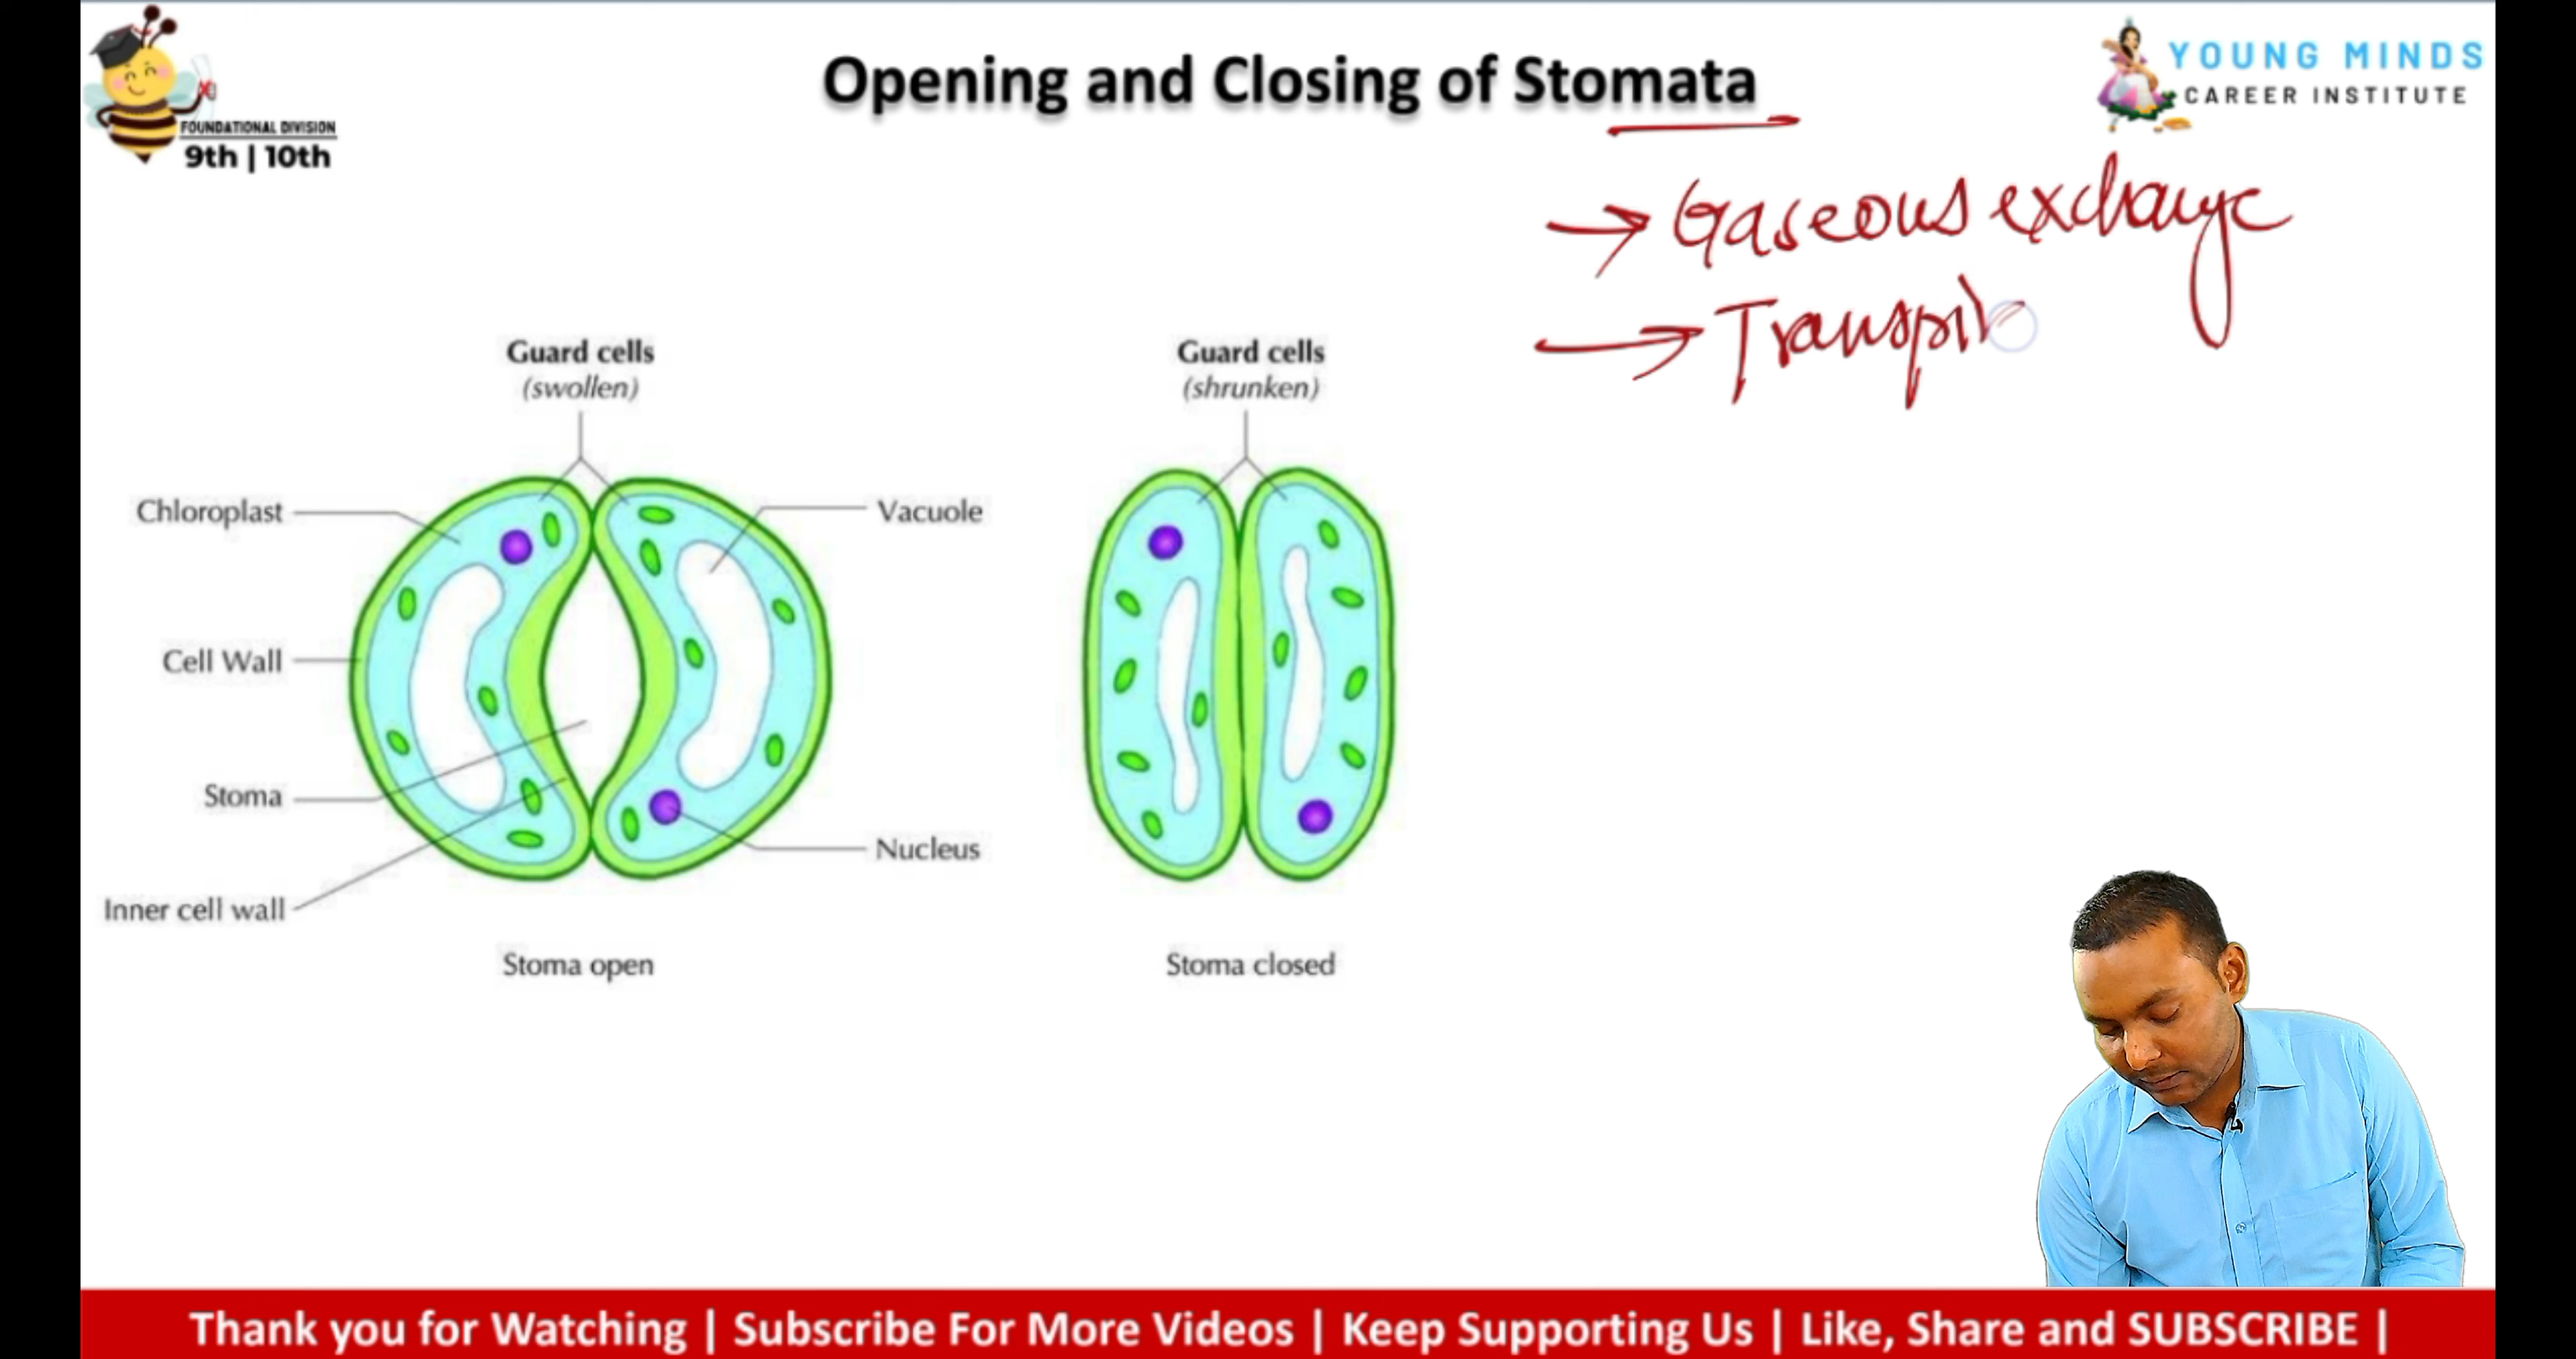 Opening and Closing of Stomata
FOUNDATIONAL DIVISION
9th | 10th
YOUNG MINDS
CAREER INSTITUTE
→ Gaseous exchange
→ Transpir
Guard cells
(swollen)
Guard cells
(shrunken)
Chloroplast
Vacuole
Cell Wall
Stoma
Nucleus
Inner cell wall
Stoma open
Stoma closed
Thank you for Watching | Subscribe For More Videos | Keep Supporting Us | Like, Share and SUBSCRIBE |